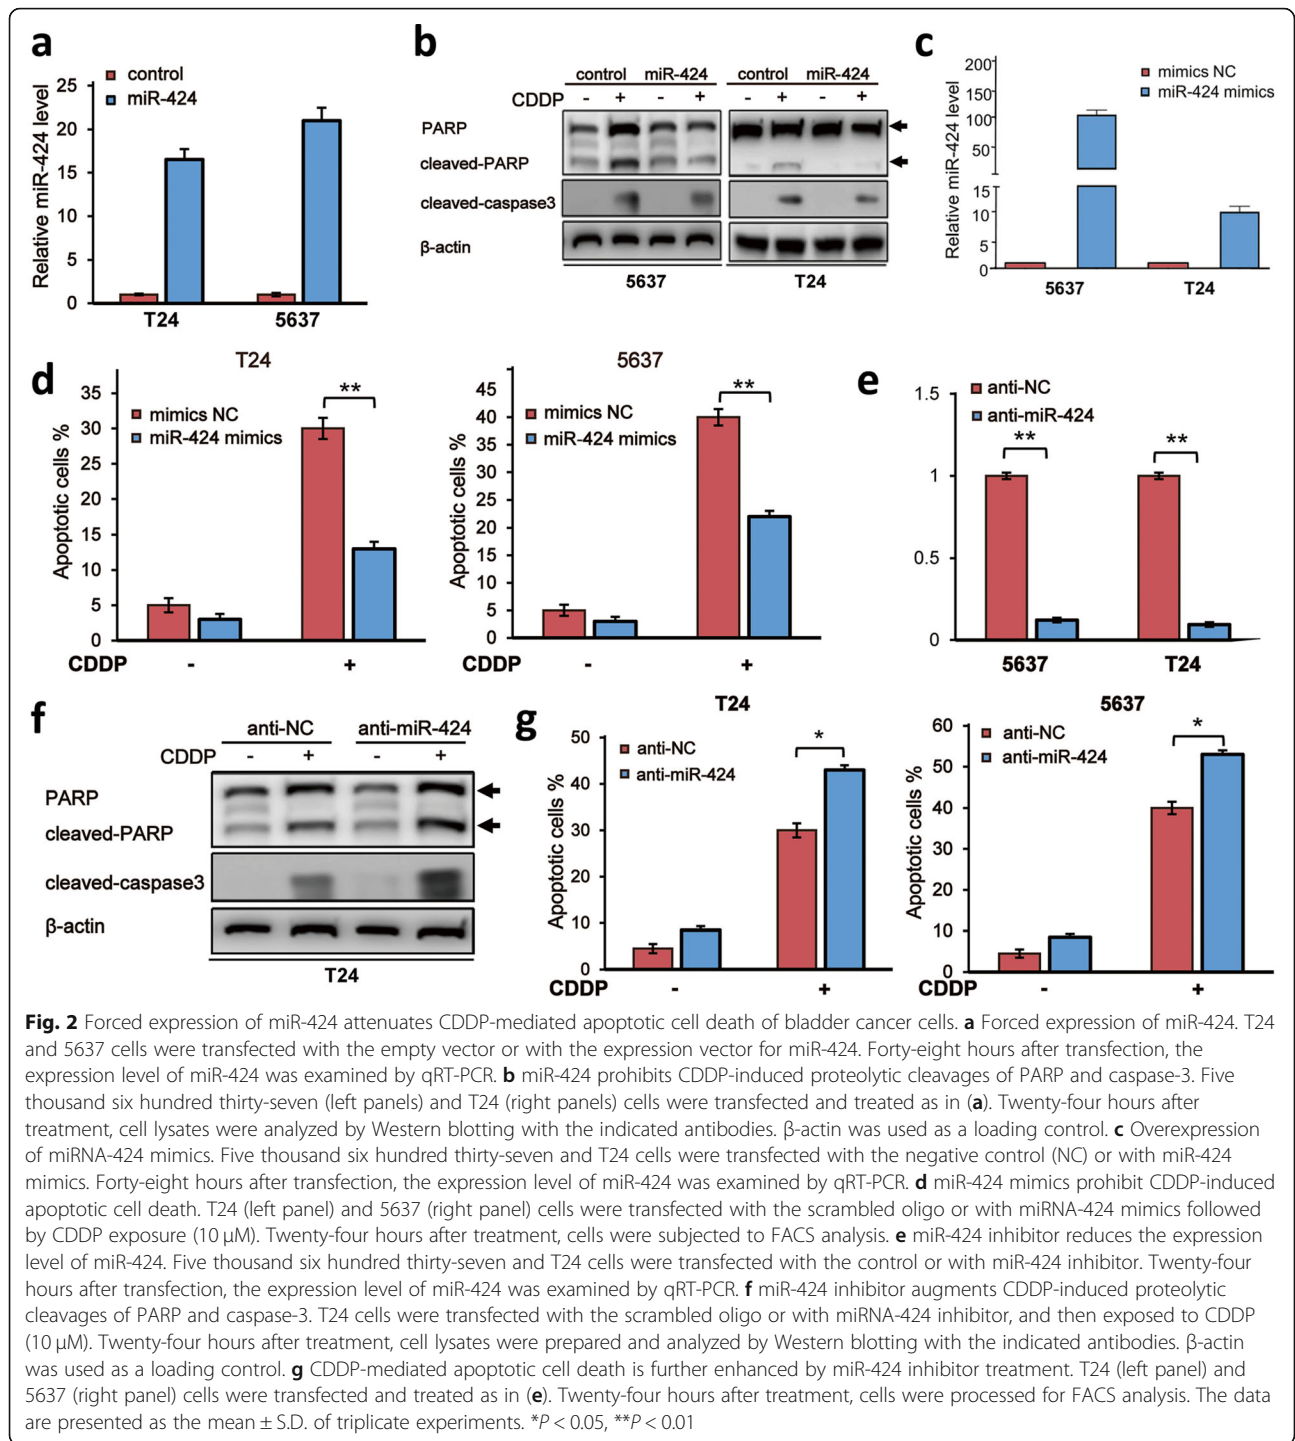 a
control
miR-424
Relative miR-424 level
25
20
15
10
5
0
T24
5637
b
control miR-424 control miR-424
CDDP - + - + - + - +
PARP
cleaved-PARP
cleaved-caspase3
β-actin
5637 T24
c
mimics NC
miR-424 mimics
Relative miR-424 level
200
150
100
50
15
10
5
0
5637 T24
d
T24
mimics NC
miR-424 mimics
Apoptotic cells %
35
30
25
20
15
10
5
0
CDDP - +
**
5637
mimics NC
miR-424 mimics
Apoptotic cells %
45
40
35
30
25
20
15
10
5
0
CDDP - +
**
e
anti-NC
anti-miR-424
1.5
1
0.5
0
** **
5637 T24
f
anti-NC anti-miR-424
CDDP - + - +
PARP
cleaved-PARP
cleaved-caspase3
β-actin
T24
g
T24
anti-NC
anti-miR-424
Apoptotic cells %
50
40
30
20
10
0
CDDP - +
*
5637
anti-NC
anti-miR-424
Apoptotic cells %
60
50
40
30
20
10
0
CDDP - +
*
Fig. 2 Forced expression of miR-424 attenuates CDDP-mediated apoptotic cell death of bladder cancer cells. a Forced expression of miR-424. T24
and 5637 cells were transfected with the empty vector or with the expression vector for miR-424. Forty-eight hours after transfection, the
expression level of miR-424 was examined by qRT-PCR. b miR-424 prohibits CDDP-induced proteolytic cleavages of PARP and caspase-3. Five
thousand six hundred thirty-seven (left panels) and T24 (right panels) cells were transfected and treated as in (a). Twenty-four hours after
treatment, cell lysates were analyzed by Western blotting with the indicated antibodies. β-actin was used as a loading control. c Overexpression
of miRNA-424 mimics. Five thousand six hundred thirty-seven and T24 cells were transfected with the negative control (NC) or with miR-424
mimics. Forty-eight hours after transfection, the expression level of miR-424 was examined by qRT-PCR. d miR-424 mimics prohibit CDDP-induced
apoptotic cell death. T24 (left panel) and 5637 (right panel) cells were transfected with the scrambled oligo or with miRNA-424 mimics followed
by CDDP exposure (10 μM). Twenty-four hours after treatment, cells were subjected to FACS analysis. e miR-424 inhibitor reduces the expression
level of miR-424. Five thousand six hundred thirty-seven and T24 cells were transfected with the control or with miR-424 inhibitor. Twenty-four
hours after transfection, the expression level of miR-424 was examined by qRT-PCR. f miR-424 inhibitor augments CDDP-induced proteolytic
cleavages of PARP and caspase-3. T24 cells were transfected with the scrambled oligo or with miRNA-424 inhibitor, and then exposed to CDDP
(10 μM). Twenty-four hours after treatment, cell lysates were prepared and analyzed by Western blotting with the indicated antibodies. β-actin
was used as a loading control. g CDDP-mediated apoptotic cell death is further enhanced by miR-424 inhibitor treatment. T24 (left panel) and
5637 (right panel) cells were transfected and treated as in (e). Twenty-four hours after treatment, cells were processed for FACS analysis. The data
are presented as the mean ± S.D. of triplicate experiments. *P < 0.05, **P < 0.01